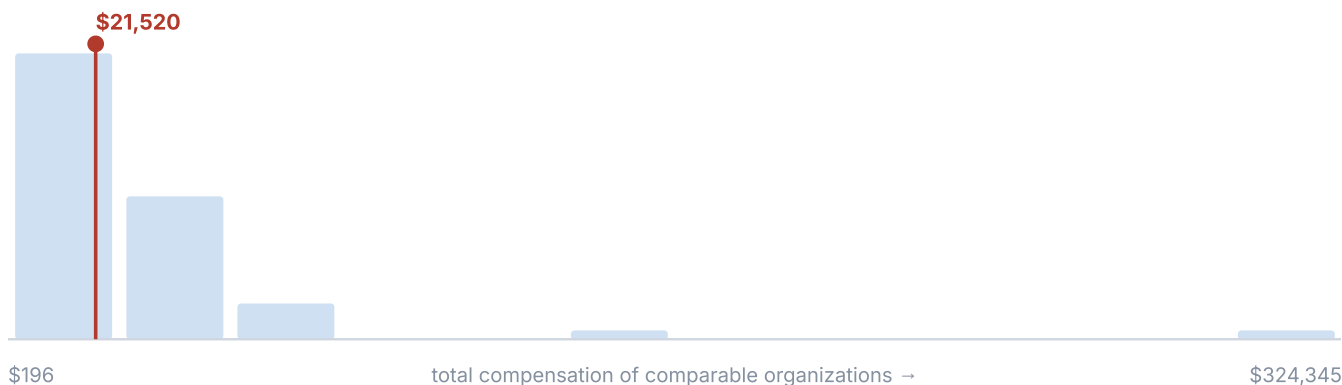 $21,520
$196 total compensation of comparable organizations → $324,345